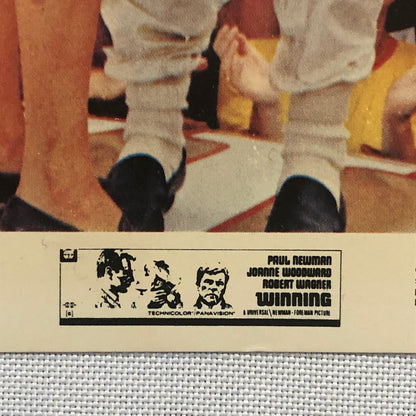 PAUL NEWMAN
JOANNE WOODWARD
ROBERT WAGNER
WINNING
TECHNICOLOR® PANAVISION®
A UNIVERSAL\NEWMAN-FOREMAN PICTURE